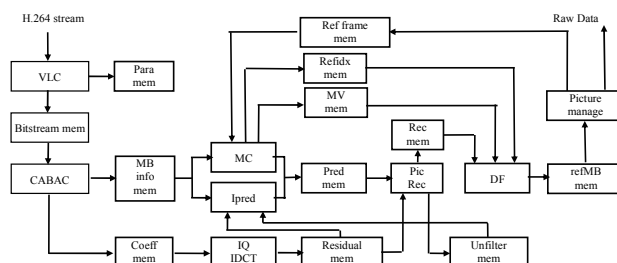 H.264 stream
Raw Data
Ref frame
mem
VLC
Para
mem
Refidx
mem
MV
mem
Picture
manage
Bitstream mem
Rec
mem
CABAC
MB
info
mem
MC
Ipred
Pred
mem
Pic
Rec
DF
refMB
mem
Coeff
mem
IQ
IDCT
Residual
mem
Unfilter
mem